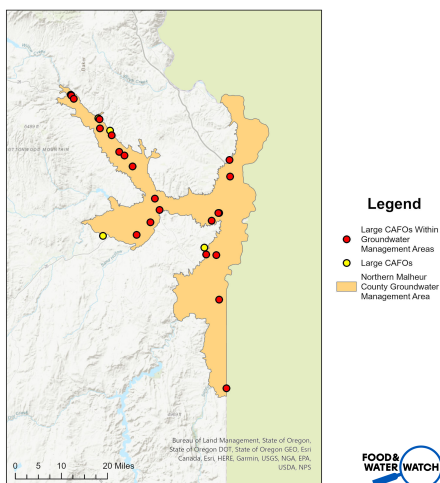 Legend
Large CAFOs Within
Groundwater
Management Areas
Large CAFOs
Northern Malheur
County Groundwater
Management Area
Bureau of Land Management, State of Oregon,
State of Oregon DOT, State of Oregon GEO, Esri
Canada, Esri, HERE, Garmin, USGS, NGA, EPA,
USDA, NPS
0 5 10 20 Miles
FOOD&
WATER WATCH